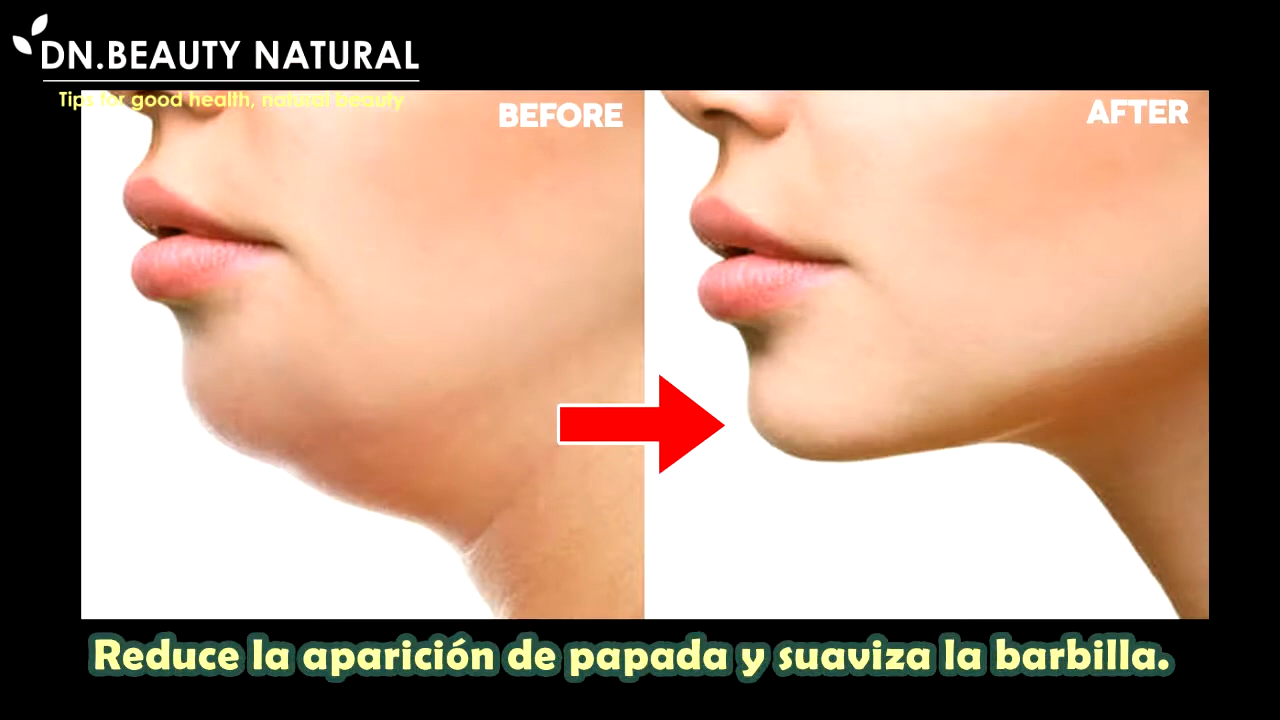 DN.BEAUTY NATURAL
Tips for good health, natural beauty
BEFORE
AFTER
Reduce la aparición de papada y suaviza la barbilla.